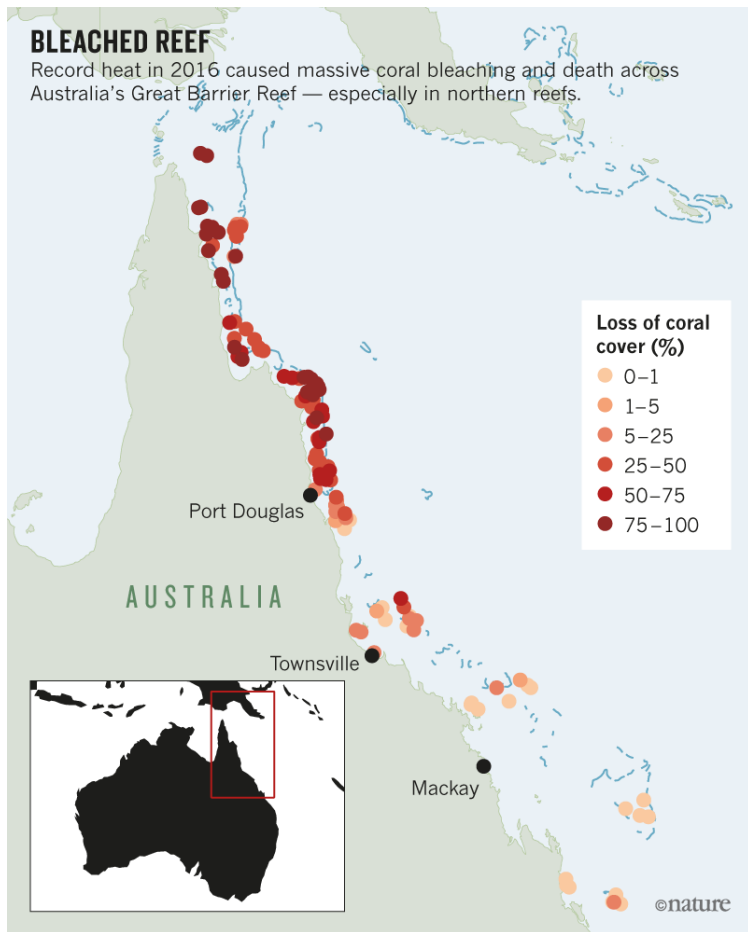 BLEACHED REEF
Record heat in 2016 caused massive coral bleaching and death across
Australia’s Great Barrier Reef — especially in northern reefs.
Loss of coral
cover (%)
0–1
1–5
5–25
25–50
50–75
75–100
Port Douglas
AUSTRALIA
Townsville
Mackay
©nature